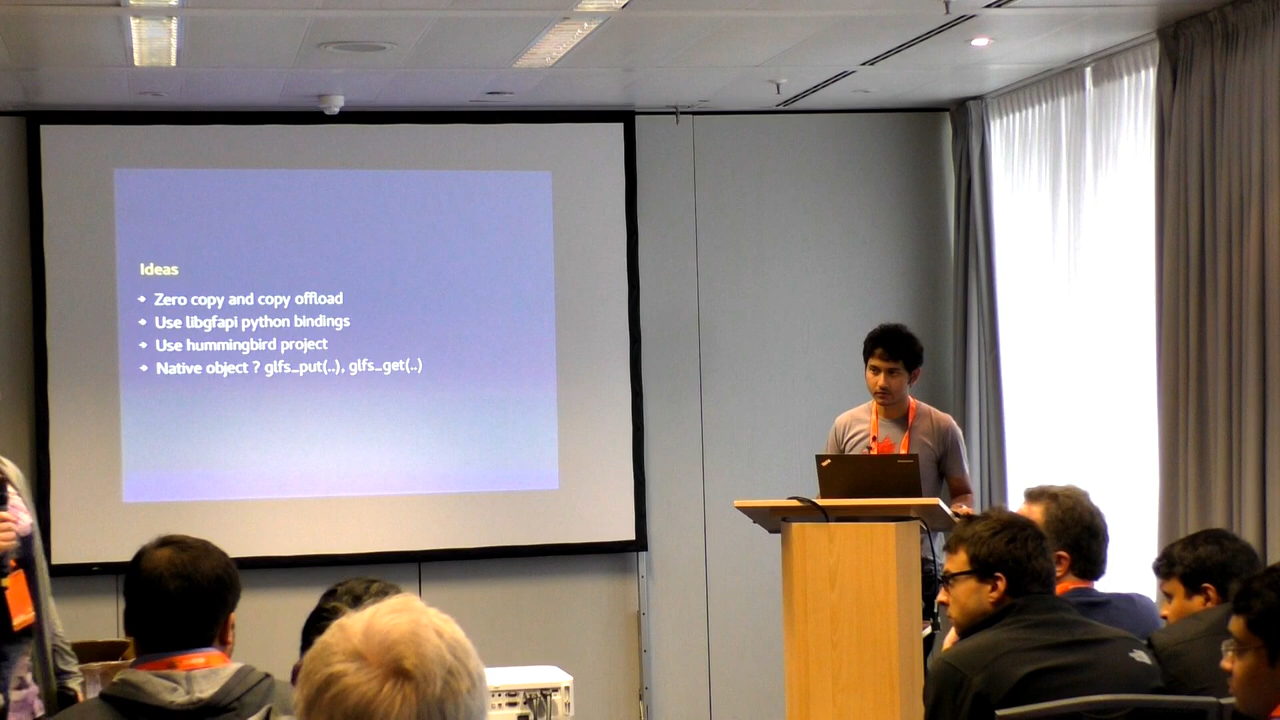 Ideas
Zero copy and copy offload
Use libgfapi python bindings
Use hummingbird project
Native object ? glfs_put(..), glfs_get(..)